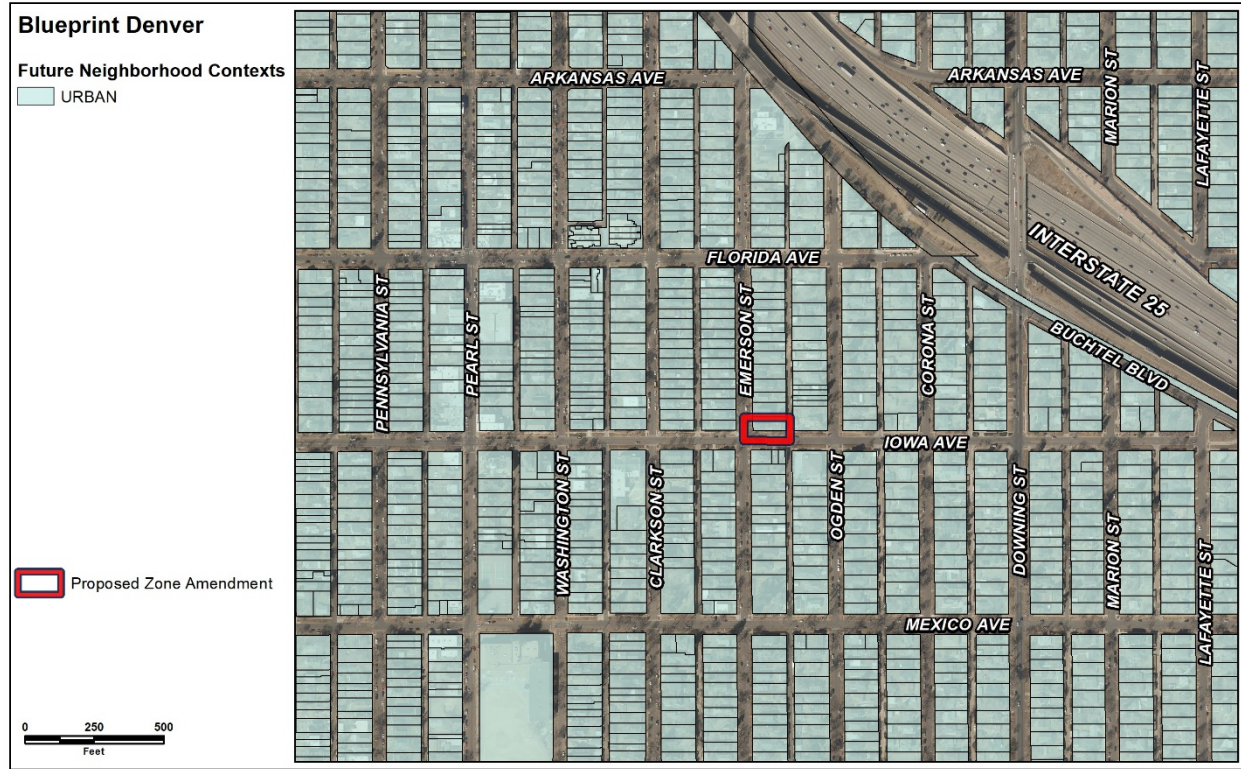 Blueprint Denver
Future Neighborhood Contexts
URBAN
Proposed Zone Amendment
0 250 500
Feet
ARKANSAS AVE
ARKANSAS AVE
MARION ST
LAFAYETTE ST
FLORIDA AVE
INTERSTATE 25
PENNSYLVANIA ST
PEARL ST
EMERSON ST
CORONA ST
BUCHTEL BLVD
IOWA AVE
WASHINGTON ST
CLARKSON ST
OGDEN ST
DOWNING ST
MARION ST
LAFAYETTE ST
MEXICO AVE